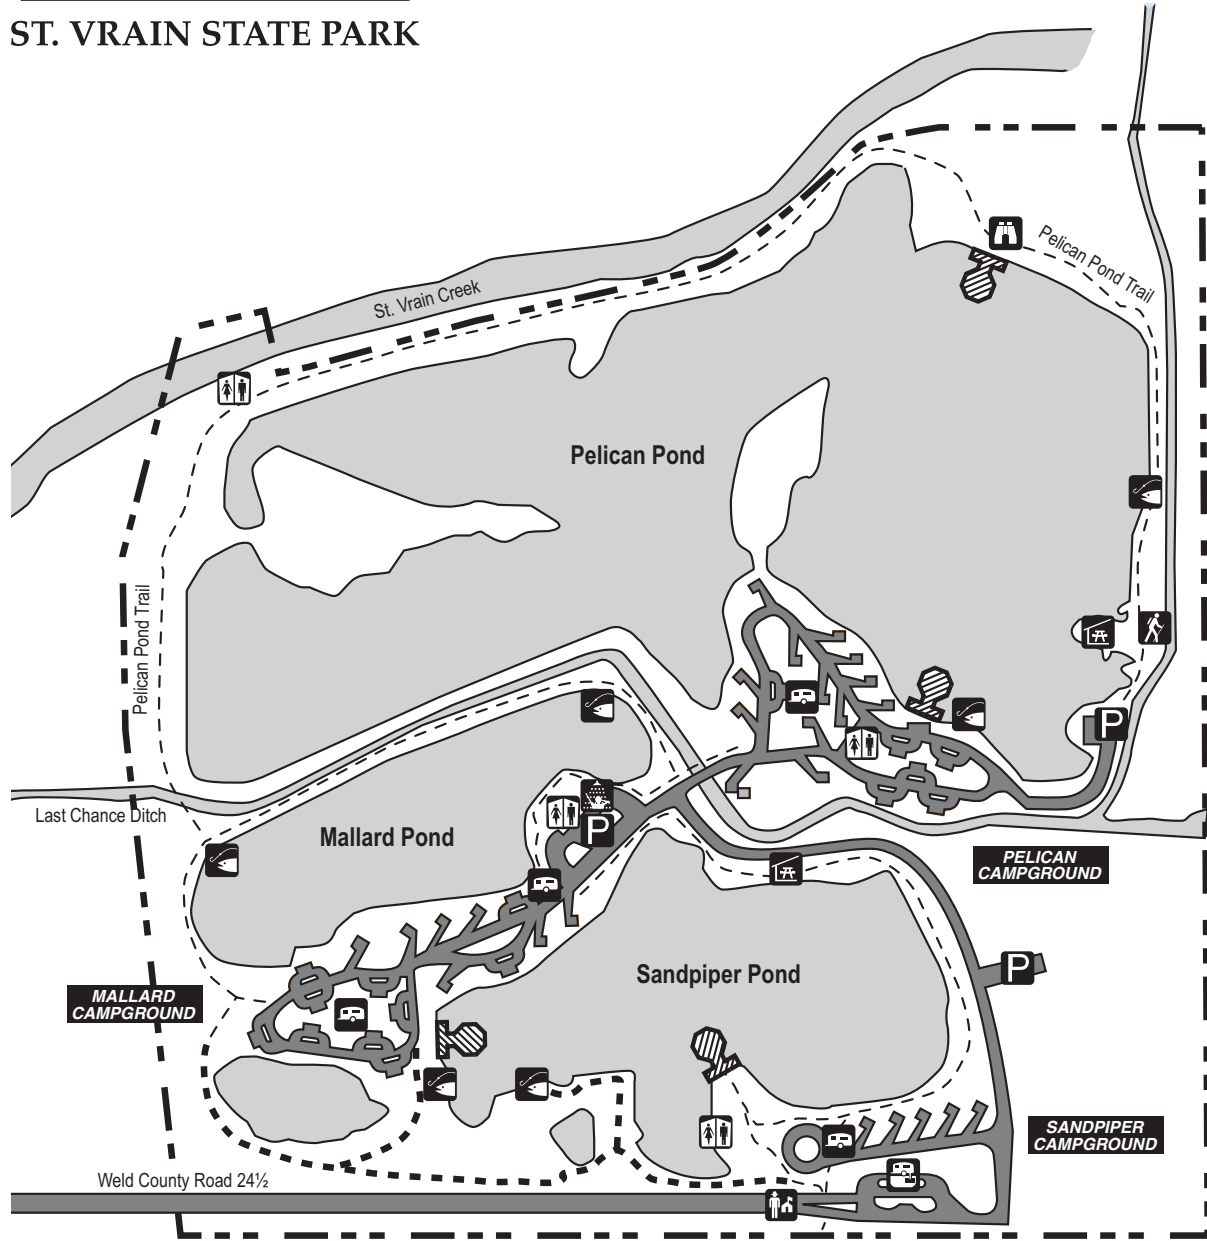 ST. VRAIN STATE PARK
Pelican Pond Trail
St. Vrain Creek
Pelican Pond
Pelican Pond Trail
P
Last Chance Ditch
Mallard Pond
P
PELICAN
CAMPGROUND
Sandpiper Pond
P
MALLARD
CAMPGROUND
SANDPIPER
CAMPGROUND
Weld County Road 24½